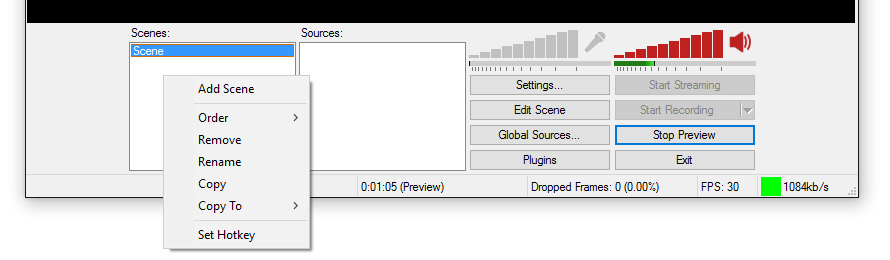 Scenes:
Sources:
Scene
Add Scene
Order
Remove
Rename
Copy
Copy To
Set Hotkey
Settings...
Start Streaming
Edit Scene
Start Recording
Global Sources...
Stop Preview
Plugins
Exit
0:01:05 (Preview)
Dropped Frames: 0 (0.00%)
FPS: 30
1084kb/s